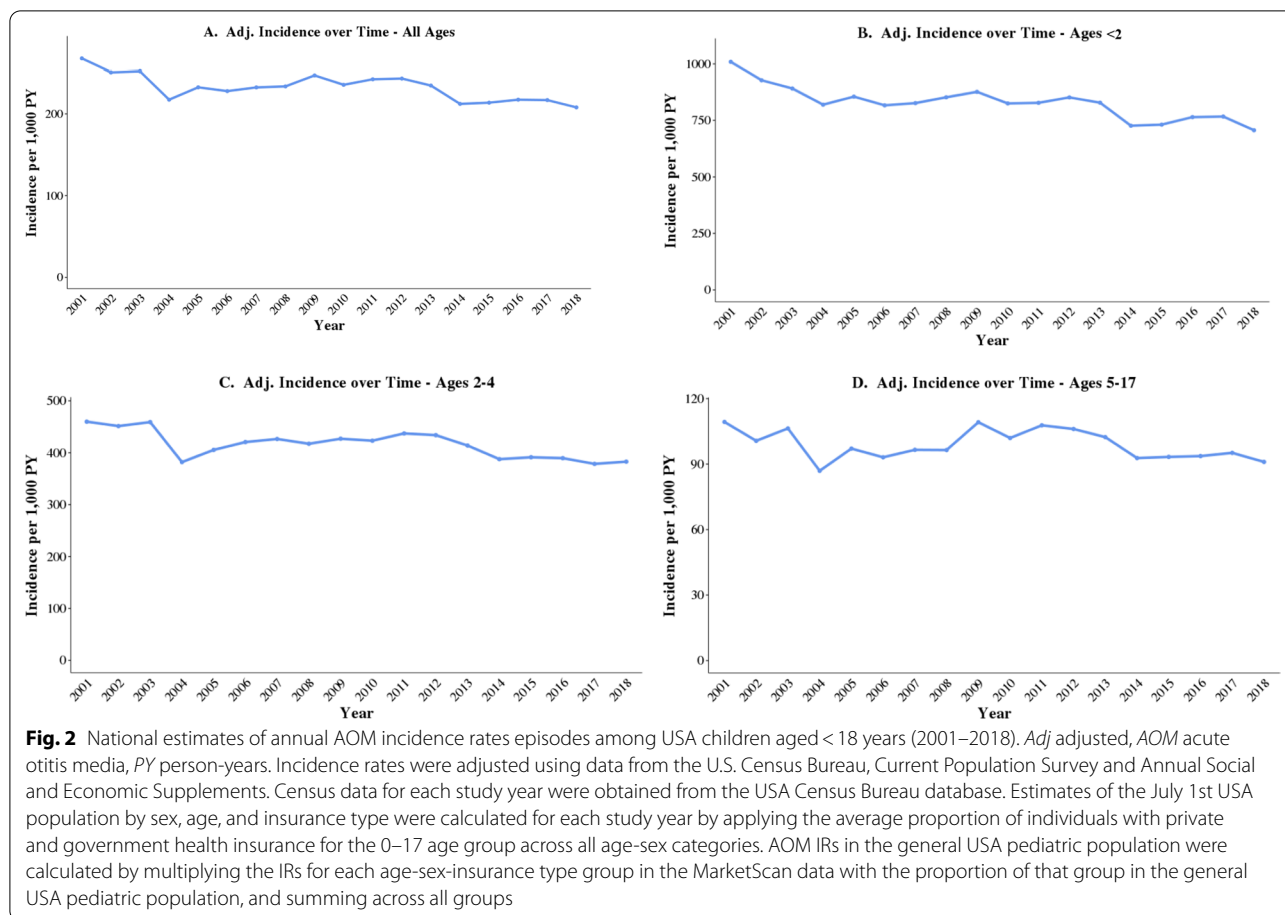 A. Adj. Incidence over Time - All Ages
Incidence per 1,000 PY
200
100
0
2001 2002 2003 2004 2005 2006 2007 2008 2009 2010 2011 2012 2013 2014 2015 2016 2017 2018
Year
B. Adj. Incidence over Time - Ages <2
Incidence per 1,000 PY
1000
750
500
250
0
2001 2002 2003 2004 2005 2006 2007 2008 2009 2010 2011 2012 2013 2014 2015 2016 2017 2018
Year
C. Adj. Incidence over Time - Ages 2-4
Incidence per 1,000 PY
500
400
300
200
100
0
2001 2002 2003 2004 2005 2006 2007 2008 2009 2010 2011 2012 2013 2014 2015 2016 2017 2018
Year
D. Adj. Incidence over Time - Ages 5-17
Incidence per 1,000 PY
120
90
60
30
0
2001 2002 2003 2004 2005 2006 2007 2008 2009 2010 2011 2012 2013 2014 2015 2016 2017 2018
Year
Fig. 2 National estimates of annual AOM incidence rates episodes among USA children aged < 18 years (2001–2018). Adj adjusted, AOM acute
otitis media, PY person-years. Incidence rates were adjusted using data from the U.S. Census Bureau, Current Population Survey and Annual Social
and Economic Supplements. Census data for each study year were obtained from the USA Census Bureau database. Estimates of the July 1st USA
population by sex, age, and insurance type were calculated for each study year by applying the average proportion of individuals with private
and government health insurance for the 0–17 age group across all age-sex categories. AOM IRs in the general USA pediatric population were
calculated by multiplying the IRs for each age-sex-insurance type group in the MarketScan data with the proportion of that group in the general
USA pediatric population, and summing across all groups